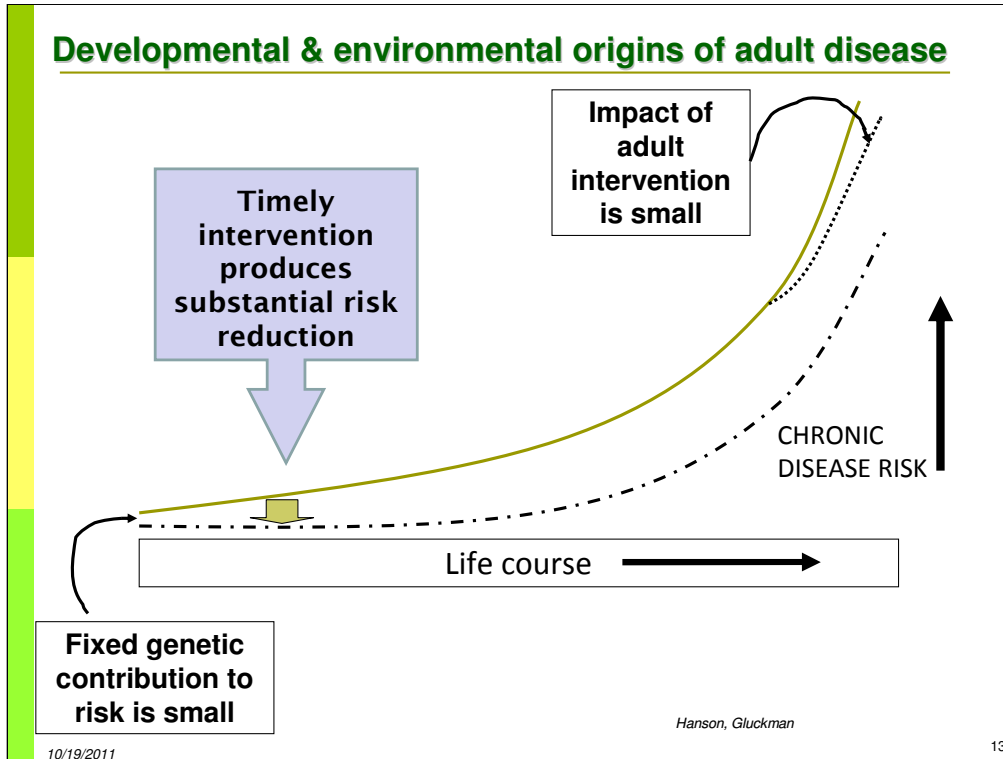 Developmental & environmental origins of adult disease
Impact of
adult
intervention
is small
Timely
intervention
produces
substantial risk
reduction
CHRONIC
DISEASE RISK
Life course
Fixed genetic
contribution to
risk is small
Hanson, Gluckman
10/19/2011
13